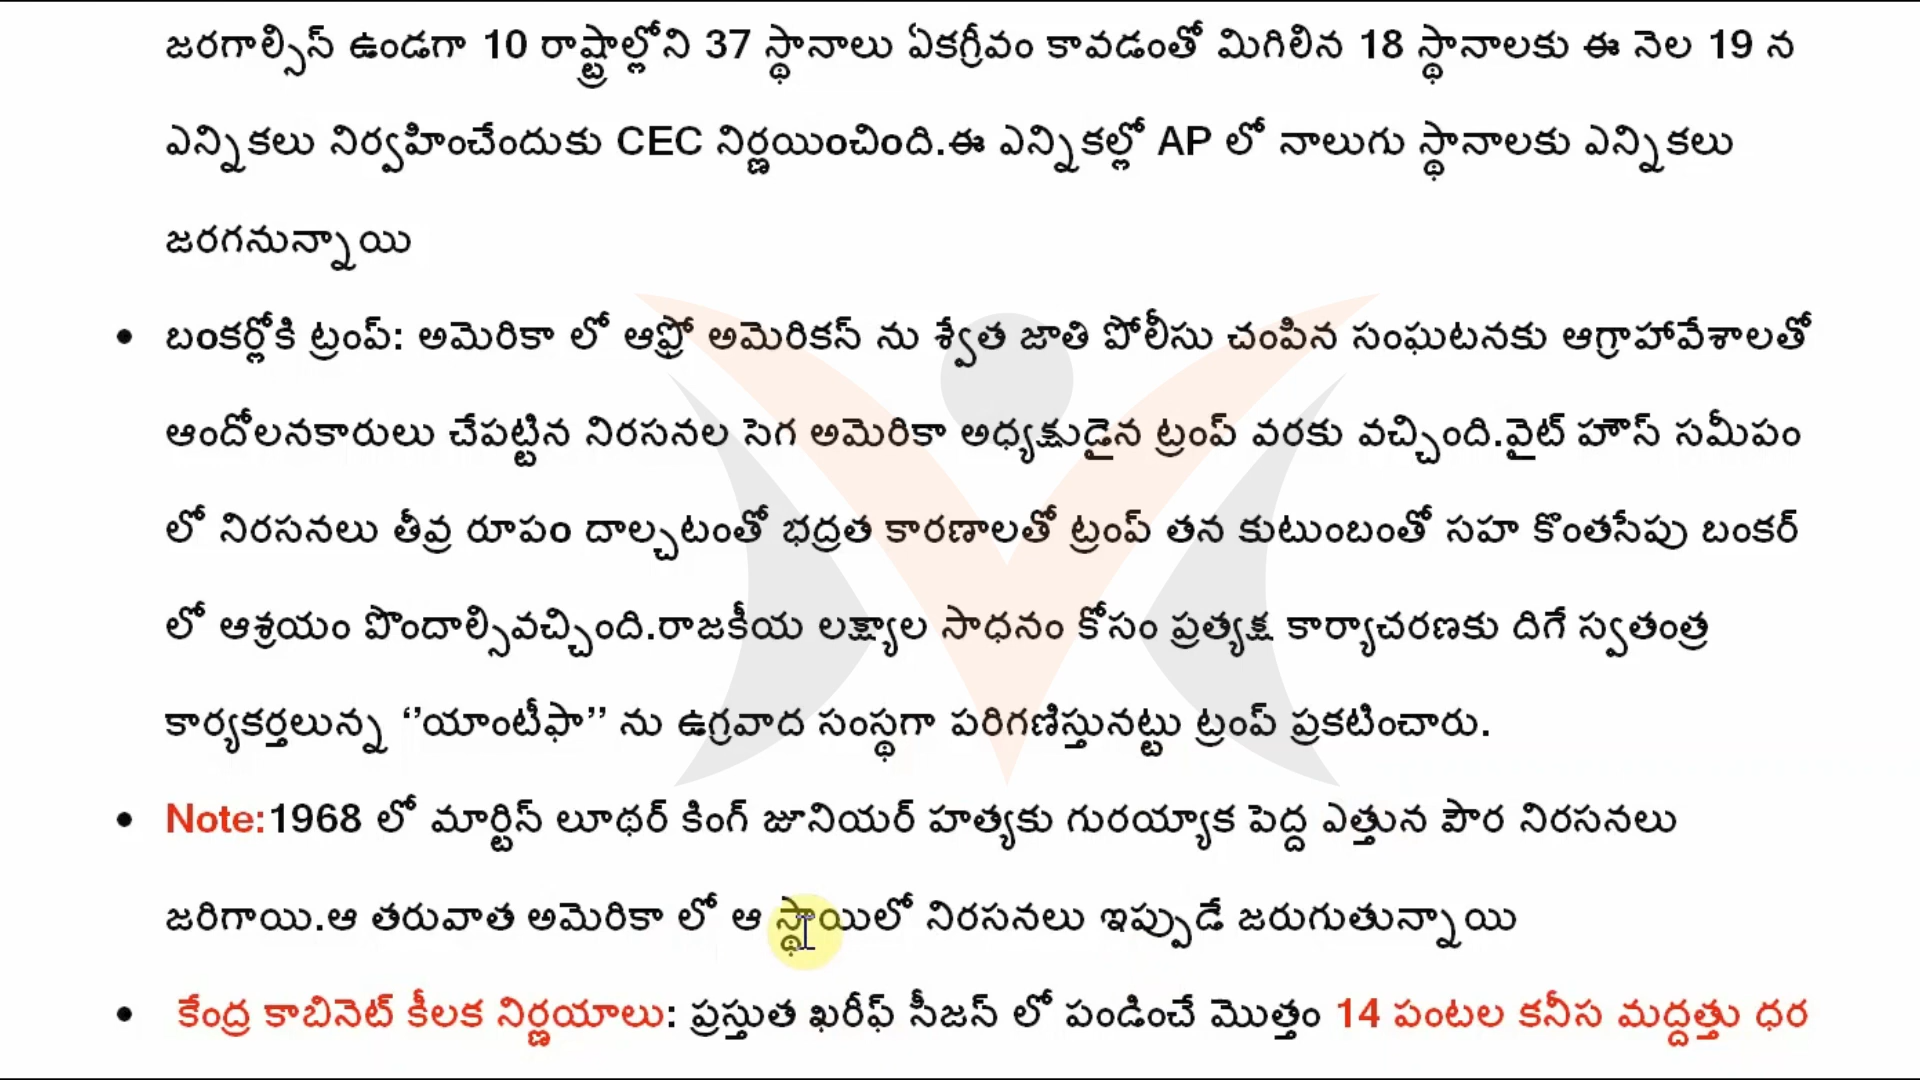 జరగాల్సిన్ ఉండగా 10 రాష్ట్రాల్లోని 37 స్థానాలు ఏకగ్రీవం కావడంతో మిగిలిన 18 స్థానాలకు ఈ నెల 19 న
ఎన్నికలు నిర్వహించేందుకు CEC నిర్ణయించింది.ఈ ఎన్నికల్లో AP లో నాలుగు స్థానాలకు ఎన్నికలు
జరగనున్నాయి
• బంకర్లోకి ట్రంప్: అమెరికా లో ఆఫ్రో అమెరికన్ ను శ్వేత జాతి పోలీసు చంపిన సంఘటనకు ఆగ్రాహావేశాలతో
ఆందోలనకారులు చేపట్టిన నిరసనల సెగ అమెరికా అధ్యక్షుడైన ట్రంప్ వరకు వచ్చింది.వైట్ హౌస్ సమీపం
లో నిరసనలు తీవ్ర రూపం దాల్చటంతో భద్రత కారణాలతో ట్రంప్ తన కుటుంబంతో సహ కొంతసేపు బంకర్
లో ఆశ్రయం పొందాల్సివచ్చింది.రాజకీయ లక్ష్యాల సాధనం కోసం ప్రత్యక్ష కార్యాచరణకు దిగే స్వతంత్ర
కార్యకర్తలున్న ‘’యాంటీఫా’’ ను ఉగ్రవాద సంస్థగా పరిగణిస్తునట్టు ట్రంప్ ప్రకటించారు.
• Note:1968 లో మార్టిన్ లూథర్ కింగ్ జూనియర్ హత్యకు గురయ్యాక పెద్ద ఎత్తున పౌర నిరసనలు
జరిగాయి.ఆ తరువాత అమెరికా లో ఆ స్థాయిలో నిరసనలు ఇప్పుడే జరుగుతున్నాయి
• కేంద్ర కాబినెట్ కీలక నిర్ణయాలు: ప్రస్తుత ఖరీఫ్ సీజన్ లో పండించే మొత్తం 14 పంటల కనీస మద్దత్తు ధర